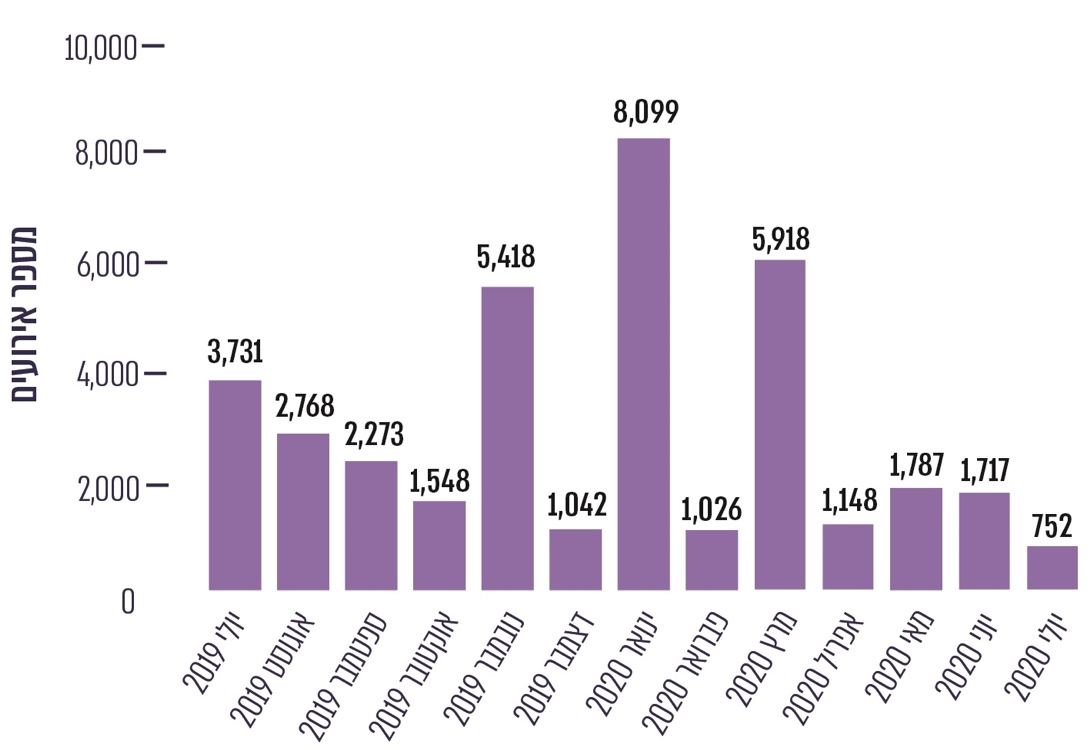 מספר אירועים
10,000
8,000
6,000
4,000
2,000
0
3,731
2,768
2,273
1,548
5,418
1,042
8,099
1,026
5,918
1,148
1,787
1,717
752
יולי 2019
אוגוסט 2019
ספטמבר 2019
אוקטובר 2019
נובמבר 2019
דצמבר 2019
ינואר 2020
פברואר 2020
מרץ 2020
אפריל 2020
מאי 2020
יוני 2020
יולי 2020